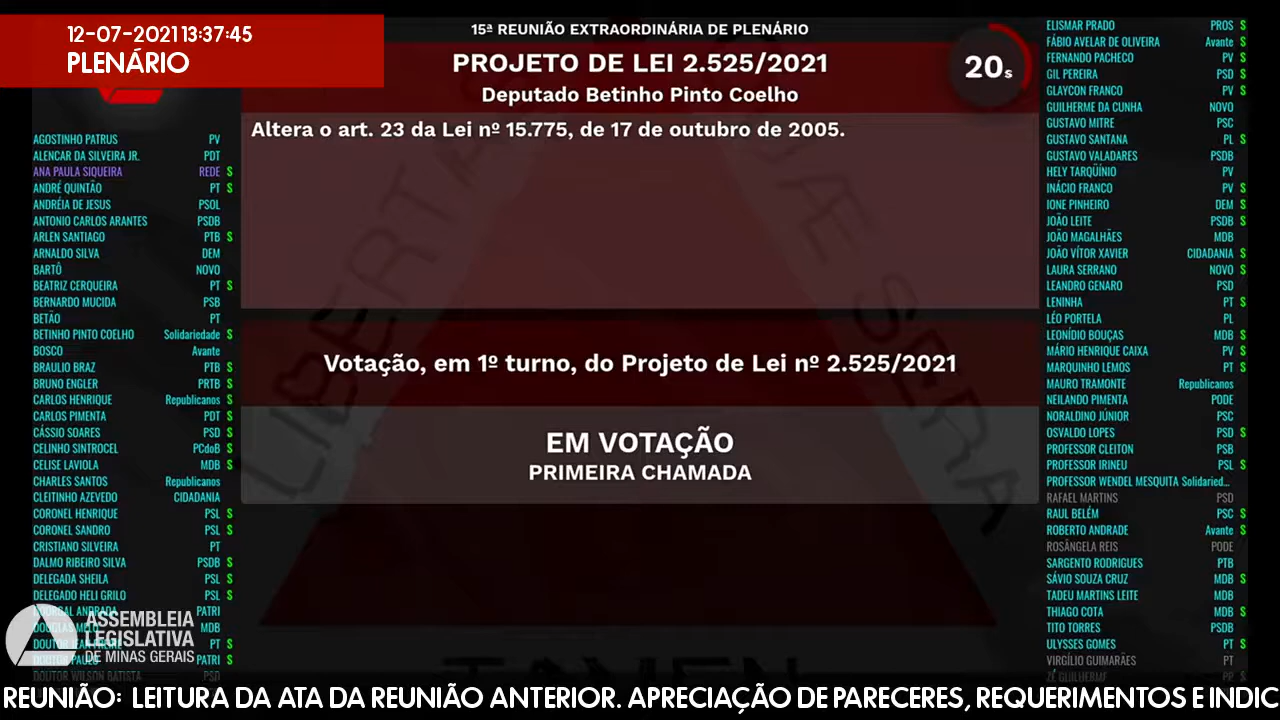 12-07-2021 13:37:45
PLENÁRIO
15ª REUNIÃO EXTRAORDINÁRIA DE PLENÁRIO
PROJETO DE LEI 2.525/2021
Deputado Betinho Pinto Coelho
20s
Altera o art. 23 da Lei nº 15.775, de 17 de outubro de 2005.
Votação, em 1º turno, do Projeto de Lei nº 2.525/2021
EM VOTAÇÃO
PRIMEIRA CHAMADA
AGOSTINHO PATRUS PV
ALENCAR DA SILVEIRA JR. PDT
ANA PAULA SIQUEIRA REDE S
ANDRÉ QUINTÃO PT S
ANDRÉIA DE JESUS PSOL
ANTONIO CARLOS ARANTES PSDB
ARLEN SANTIAGO PTB S
ARNALDO SILVA DEM
BARTÔ NOVO
BEATRIZ CERQUEIRA PT S
BERNARDO MUCIDA PSB
BETÃO PT
BETINHO PINTO COELHO Solidariedade S
BOSCO Avante
BRAULIO BRAZ PTB S
BRUNO ENGLER PRTB S
CARLOS HENRIQUE Republicanos S
CARLOS PIMENTA PDT S
CÁSSIO SOARES PSD S
CELINHO SINTROCEL PCdoB S
CELISE LAVIOLA MDB S
CHARLES SANTOS Republicanos
CLEITINHO AZEVEDO CIDADANIA
CORONEL HENRIQUE PSL S
CORONEL SANDRO PSL S
CRISTIANO SILVEIRA PT
DALMO RIBEIRO SILVA PSDB S
DELEGADA SHEILA PSL S
DELEGADO HELI GRILO PSL S
ANDRADA PATRI
DOUGLAS MELO MDB
DOUTOR JEAN FREIRE PT S
DOUTOR PAULO PATRI S
DOUTOR WILSON BATISTA PSD
ELISMAR PRADO PROS S
FÁBIO AVELAR DE OLIVEIRA Avante S
FERNANDO PACHECO PV S
GIL PEREIRA PSD S
GLAYCON FRANCO PV S
GUILHERME DA CUNHA NOVO
GUSTAVO MITRE PSC
GUSTAVO SANTANA PL S
GUSTAVO VALADARES PSDB
HELY TARQÜÍNIO PV
INÁCIO FRANCO PV S
IONE PINHEIRO DEM S
JOÃO LEITE PSDB S
JOÃO MAGALHÃES MDB
JOÃO VÍTOR XAVIER CIDADANIA S
LAURA SERRANO NOVO S
LEANDRO GENARO PSD
LENINHA PT S
LÉO PORTELA PL
LEONÍDIO BOUÇAS MDB S
MÁRIO HENRIQUE CAIXA PV S
MARQUINHO LEMOS PT S
MAURO TRAMONTE Republicanos
NEILANDO PIMENTA PODE
NORALDINO JÚNIOR PSC
OSVALDO LOPES PSD S
PROFESSOR CLEITON PSB
PROFESSOR IRINEU PSL S
PROFESSOR WENDEL MESQUITA Solidaried...
RAFAEL MARTINS PSD
RAUL BELÉM PSC S
ROBERTO ANDRADE Avante S
ROSÂNGELA REIS PODE
SARGENTO RODRIGUES PTB
SÁVIO SOUZA CRUZ MDB S
TADEU MARTINS LEITE MDB
THIAGO COTA MDB S
TITO TORRES PSDB
ULYSSES GOMES PT S
VIRGÍLIO GUIMARÃES PT
ZÉ GUILHERME PP S
ASSEMBLEIA
LEGISLATIVA
DE MINAS GERAIS
REUNIÃO: LEITURA DA ATA DA REUNIÃO ANTERIOR. APRECIAÇÃO DE PARECERES, REQUERIMENTOS E INDIC